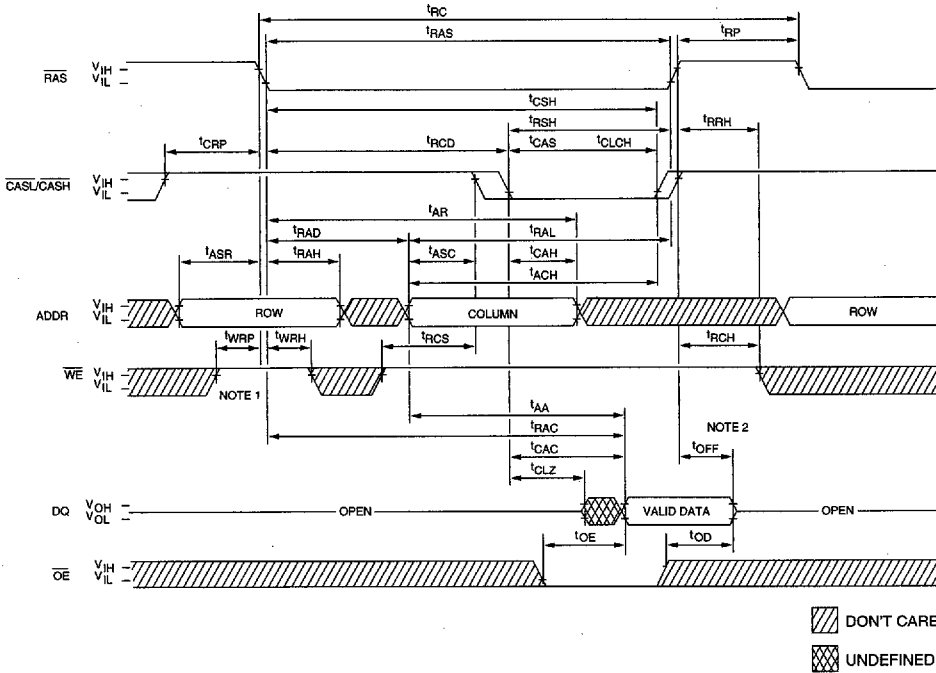 tRC
tRAS
tRP
RAS
VIH
VIL
tCSH
tRSH
tRRH
tCRP
tRCD
tCAS
tCLCH
CASL/CASH
VIH
VIL
tAR
tRAD
tRAL
tASR
tRAH
tASC
tCAH
tACH
ADDR
VIH
VIL
ROW
COLUMN
ROW
tWRP
tWRH
tRCS
tRCH
WE
VIH
VIL
NOTE 1
tAA
NOTE 2
tRAC
tCAC
tOFF
tCLZ
DQ
VOH
VOL
OPEN
VALID DATA
OPEN
tOE
tOD
OE
VIH
VIL
DON'T CARE
UNDEFINED